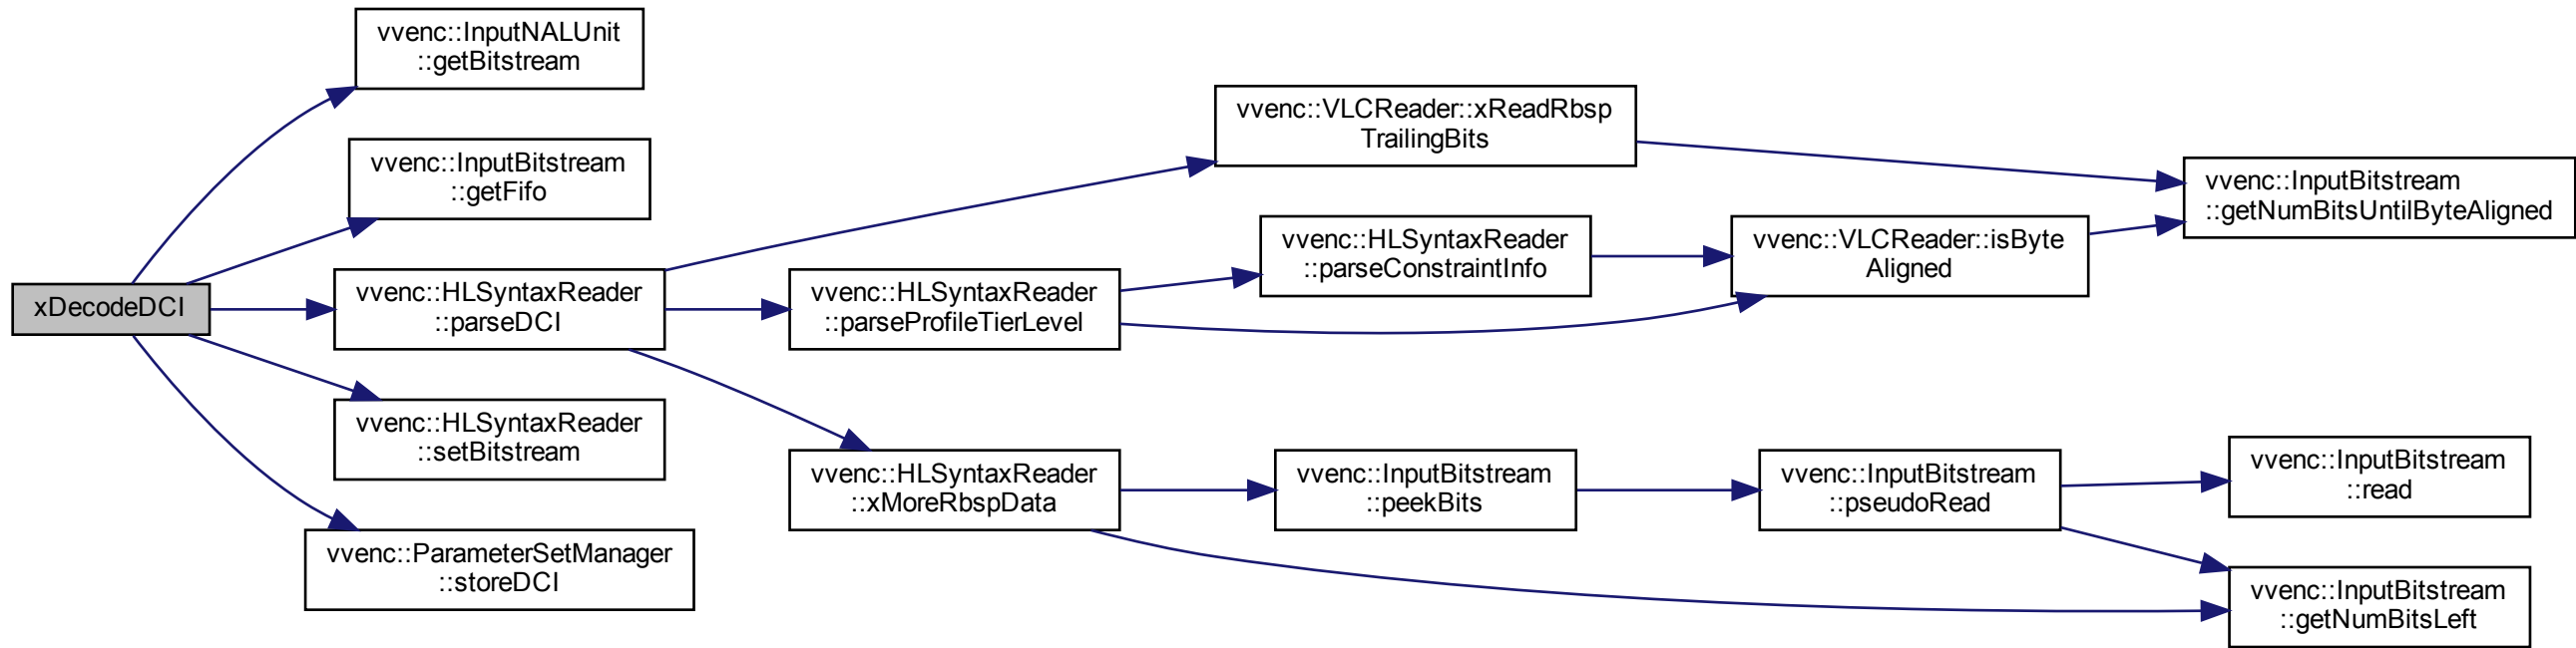 xDecodeDCI
vvenc::InputNALUnit
::getBitstream
vvenc::InputBitstream
::getFifo
vvenc::HLSyntaxReader
::parseDCI
vvenc::HLSyntaxReader
::setBitstream
vvenc::ParameterSetManager
::storeDCI
vvenc::VLCReader::xReadRbsp
TrailingBits
vvenc::HLSyntaxReader
::parseProfileTierLevel
vvenc::HLSyntaxReader
::xMoreRbspData
vvenc::HLSyntaxReader
::parseConstraintInfo
vvenc::VLCReader::isByte
Aligned
vvenc::InputBitstream
::getNumBitsUntilByteAligned
vvenc::InputBitstream
::peekBits
vvenc::InputBitstream
::pseudoRead
vvenc::InputBitstream
::read
vvenc::InputBitstream
::getNumBitsLeft